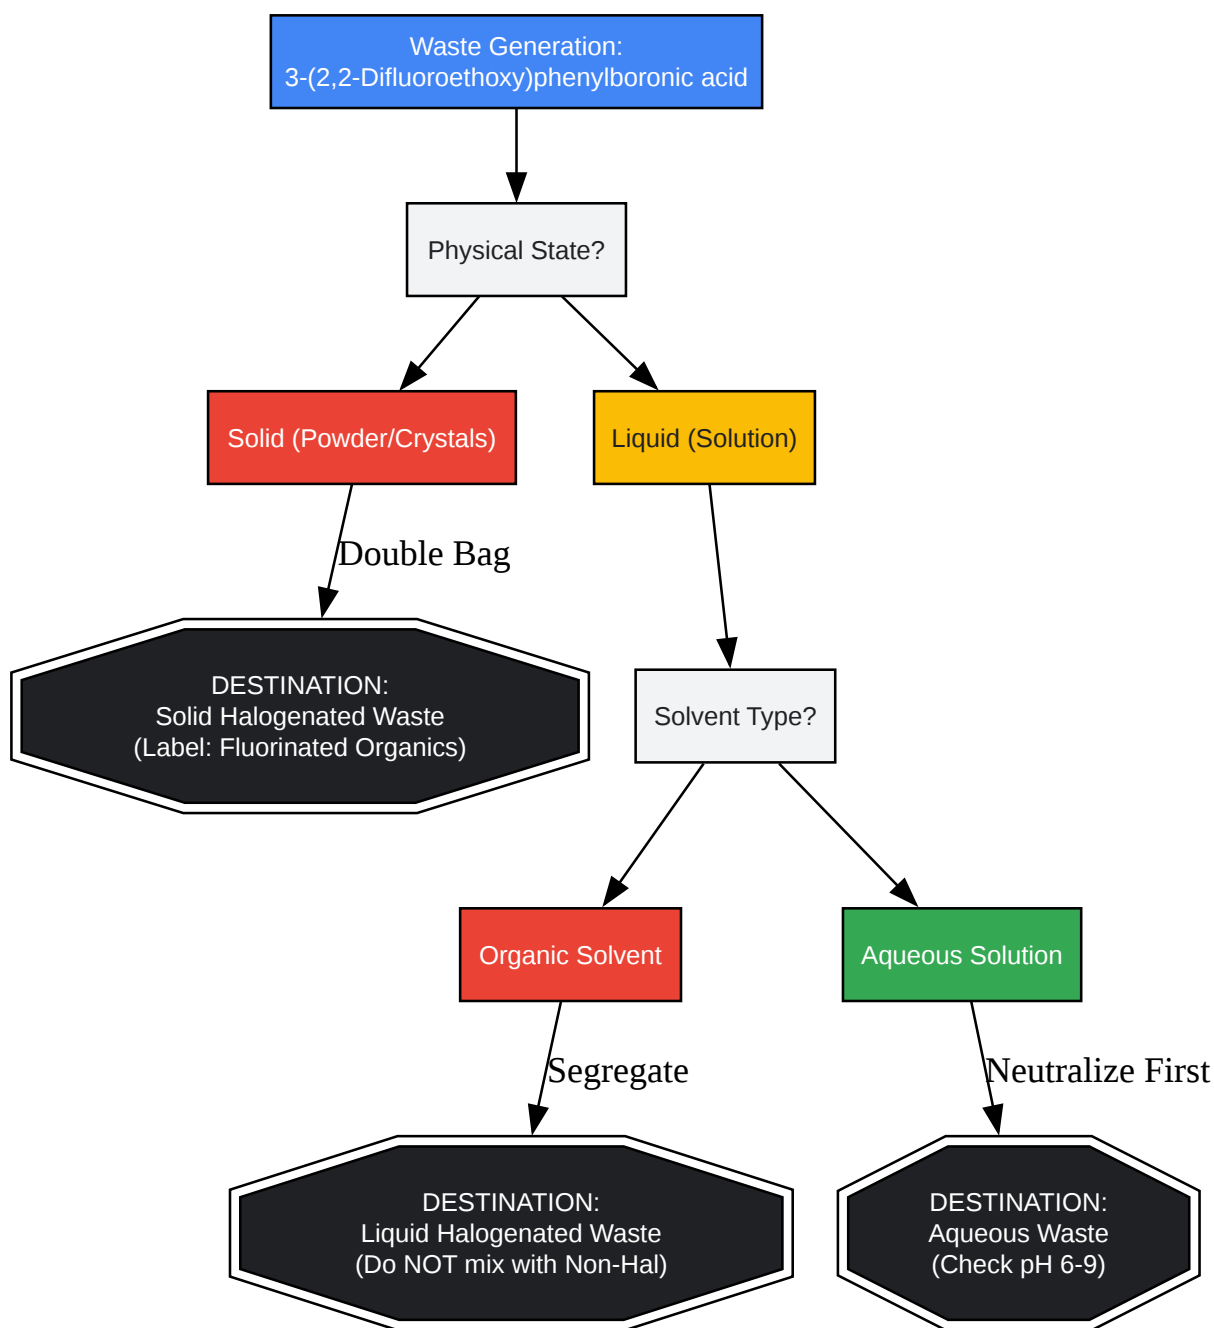 Waste Generation:
3-(2,2-Difluoroethoxy)phenylboronic acid
Physical State?
Solid (Powder/Crystals)
Liquid (Solution)
Double Bag
DESTINATION:
Solid Halogenated Waste
(Label: Fluorinated Organics)
Solvent Type?
Organic Solvent
Aqueous Solution
Segregate
Neutralize First
DESTINATION:
Liquid Halogenated Waste
(Do NOT mix with Non-Hal)
DESTINATION:
Aqueous Waste
(Check pH 6-9)